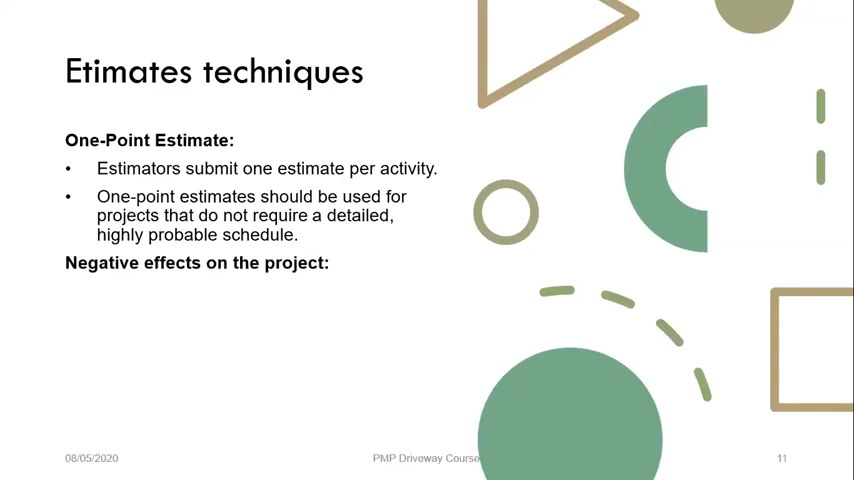 Etimates techniques
One-Point Estimate:
• Estimators submit one estimate per activity.
• One-point estimates should be used for
projects that do not require a detailed,
highly probable schedule.
Negative effects on the project:
08/05/2020
PMP Driveway Course
11